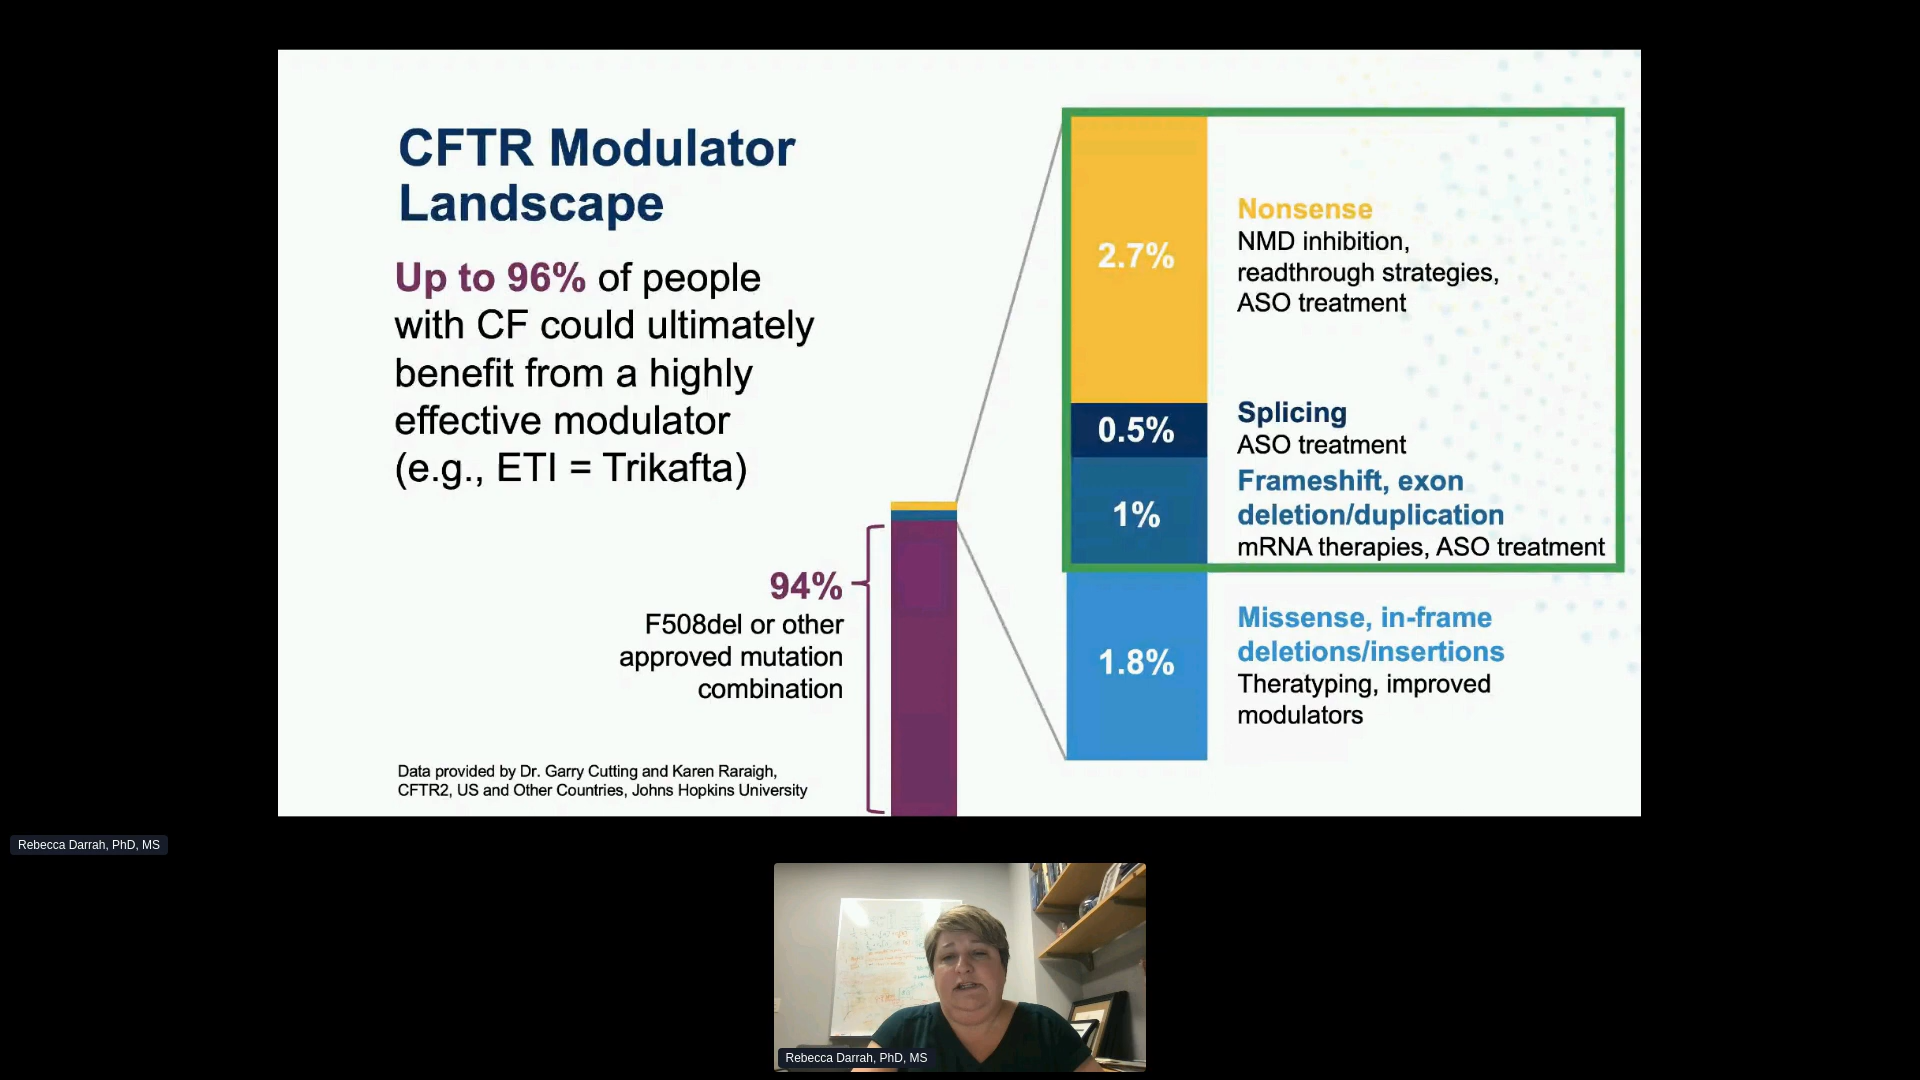 CFTR Modulator
Landscape
Up to 96% of people
with CF could ultimately
benefit from a highly
effective modulator
(e.g., ETI = Trikafta)
94%
F508del or other
approved mutation
combination
Data provided by Dr. Garry Cutting and Karen Raraigh,
CFTR2, US and Other Countries, Johns Hopkins University
2.7%
Nonsense
NMD inhibition,
readthrough strategies,
ASO treatment
0.5%
Splicing
ASO treatment
1%
Frameshift, exon
deletion/duplication
mRNA therapies, ASO treatment
1.8%
Missense, in-frame
deletions/insertions
Theratyping, improved
modulators
Rebecca Darrah, PhD, MS
Rebecca Darrah, PhD, MS